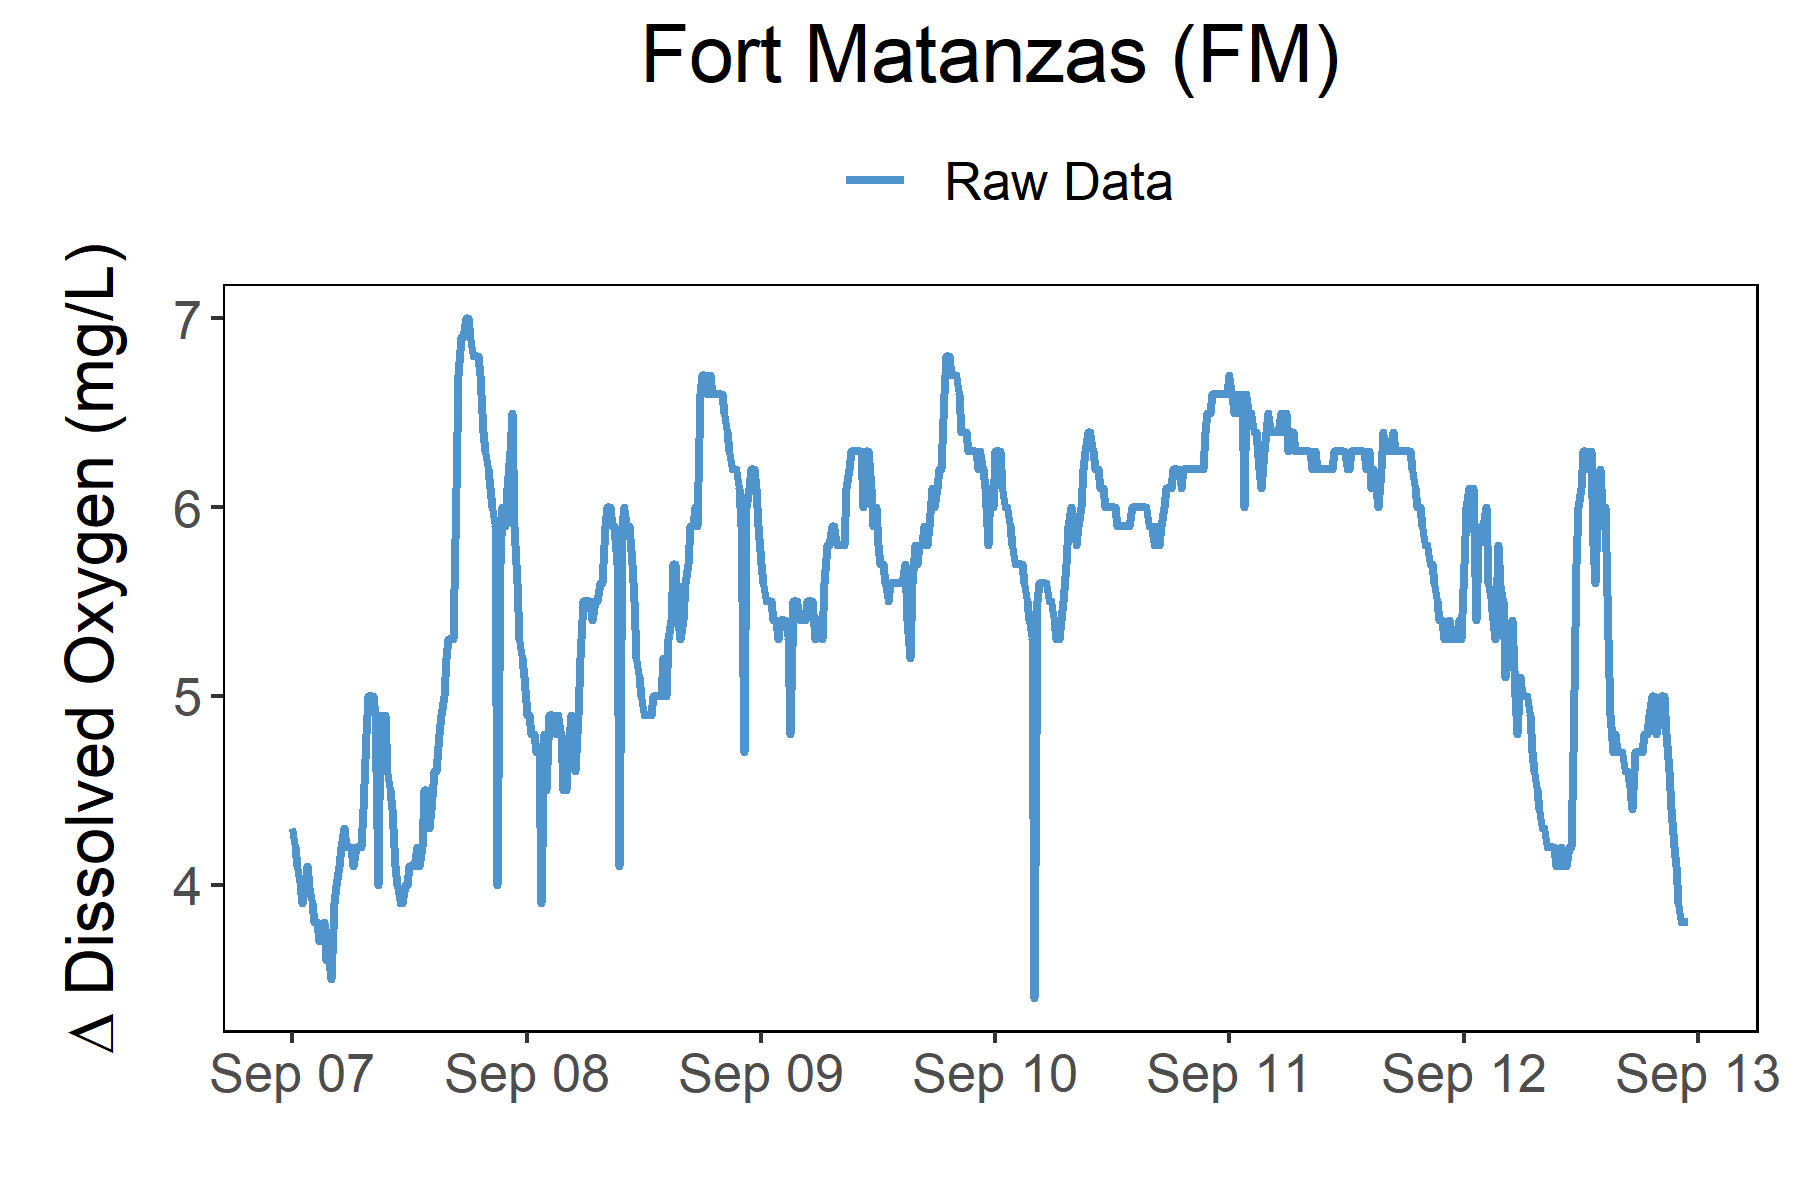 Fort Matanzas (FM)
Raw Data
Δ Dissolved Oxygen (mg/L)
7
6
5
4
Sep 07 Sep 08 Sep 09 Sep 10 Sep 11 Sep 12 Sep 13